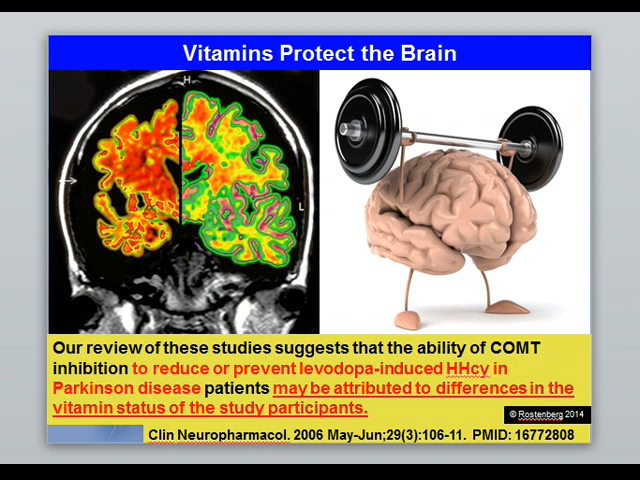 Vitamins Protect the Brain
H
L
Our review of these studies suggests that the ability of COMT
inhibition to reduce or prevent levodopa-induced HHcy in
Parkinson disease patients may be attributed to differences in the
vitamin status of the study participants.
© Rostenberg 2014
Clin Neuropharmacol. 2006 May-Jun;29(3):106-11. PMID: 16772808